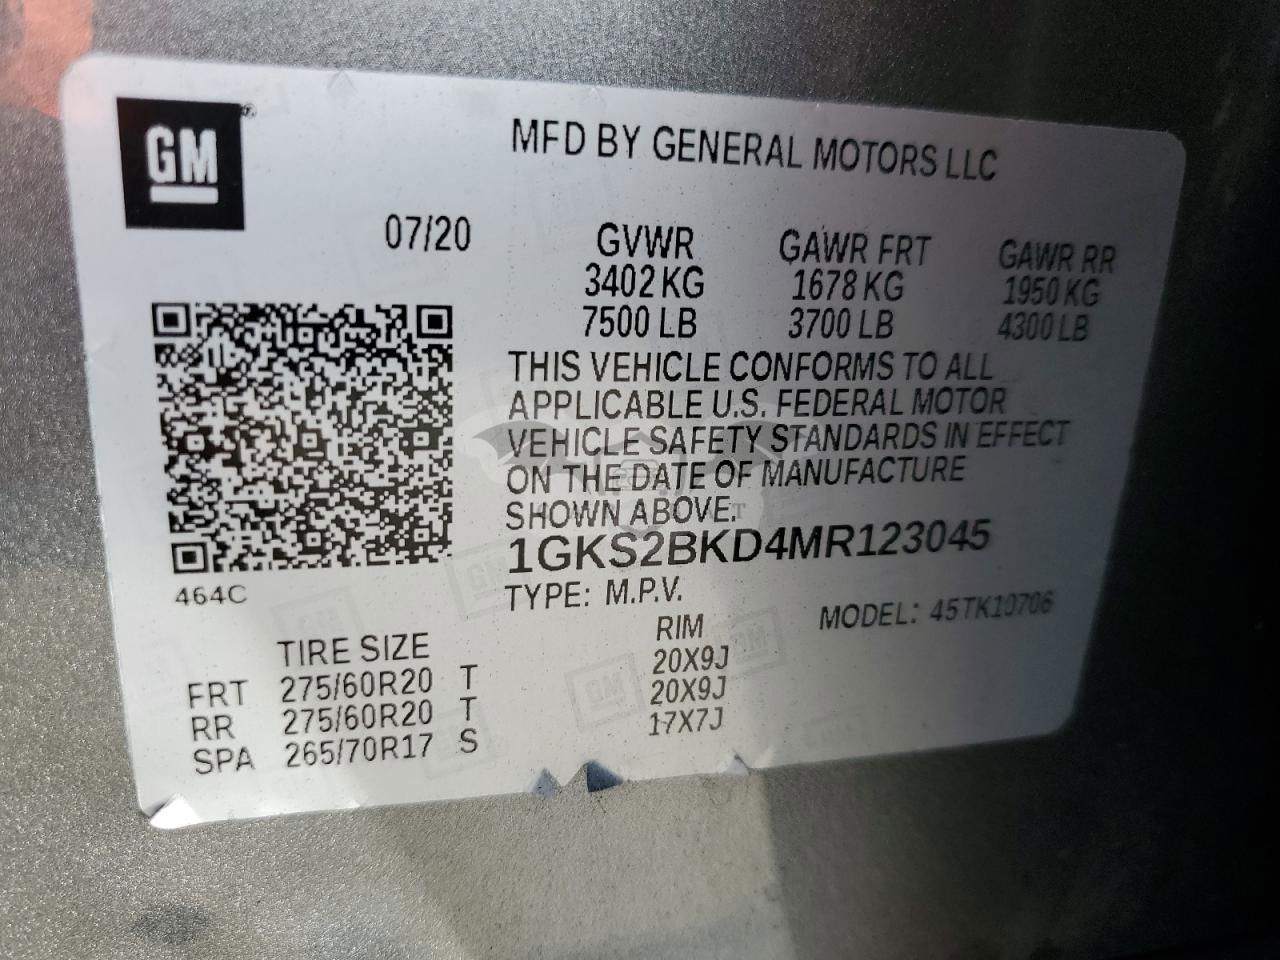 GM
MFD BY GENERAL MOTORS LLC
07/20
GVWR GAWR FRT GAWR RR
3402 KG 1678 KG 1950 KG
7500 LB 3700 LB 4300 LB
THIS VEHICLE CONFORMS TO ALL
APPLICABLE U.S. FEDERAL MOTOR
VEHICLE SAFETY STANDARDS IN EFFECT
ON THE DATE OF MANUFACTURE
SHOWN ABOVE.
1GKS2BKD4MR123045
464C
TYPE: M.P.V. MODEL: 45TK10706
TIRE SIZE RIM
FRT 275/60R20 T 20X9J
RR 275/60R20 T 20X9J
SPA 265/70R17 S 17X7J